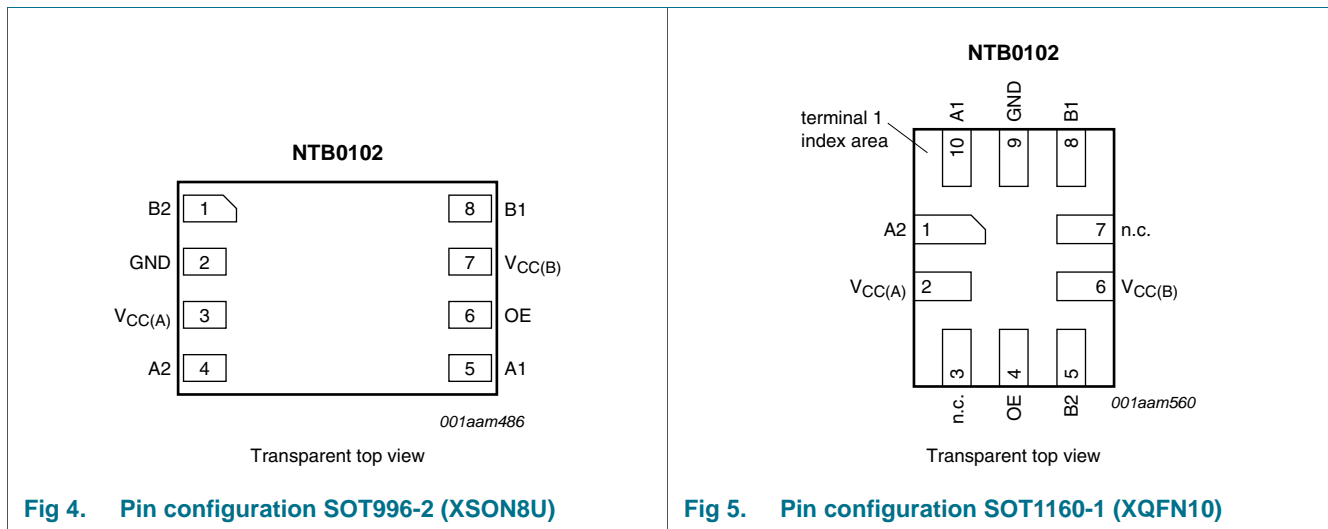 NTB0102
B2 1
8 B1
GND 2
7 VCC(B)
VCC(A) 3
6 OE
A2 4
5 A1
001aam486
Transparent top view
Fig 4. Pin configuration SOT996-2 (XSON8U)
NTB0102
terminal 1
index area
A1
GND
B1
10
9
8
A2 1
7 n.c.
VCC(A) 2
6 VCC(B)
3
4
5
n.c.
OE
B2
001aam560
Transparent top view
Fig 5. Pin configuration SOT1160-1 (XQFN10)